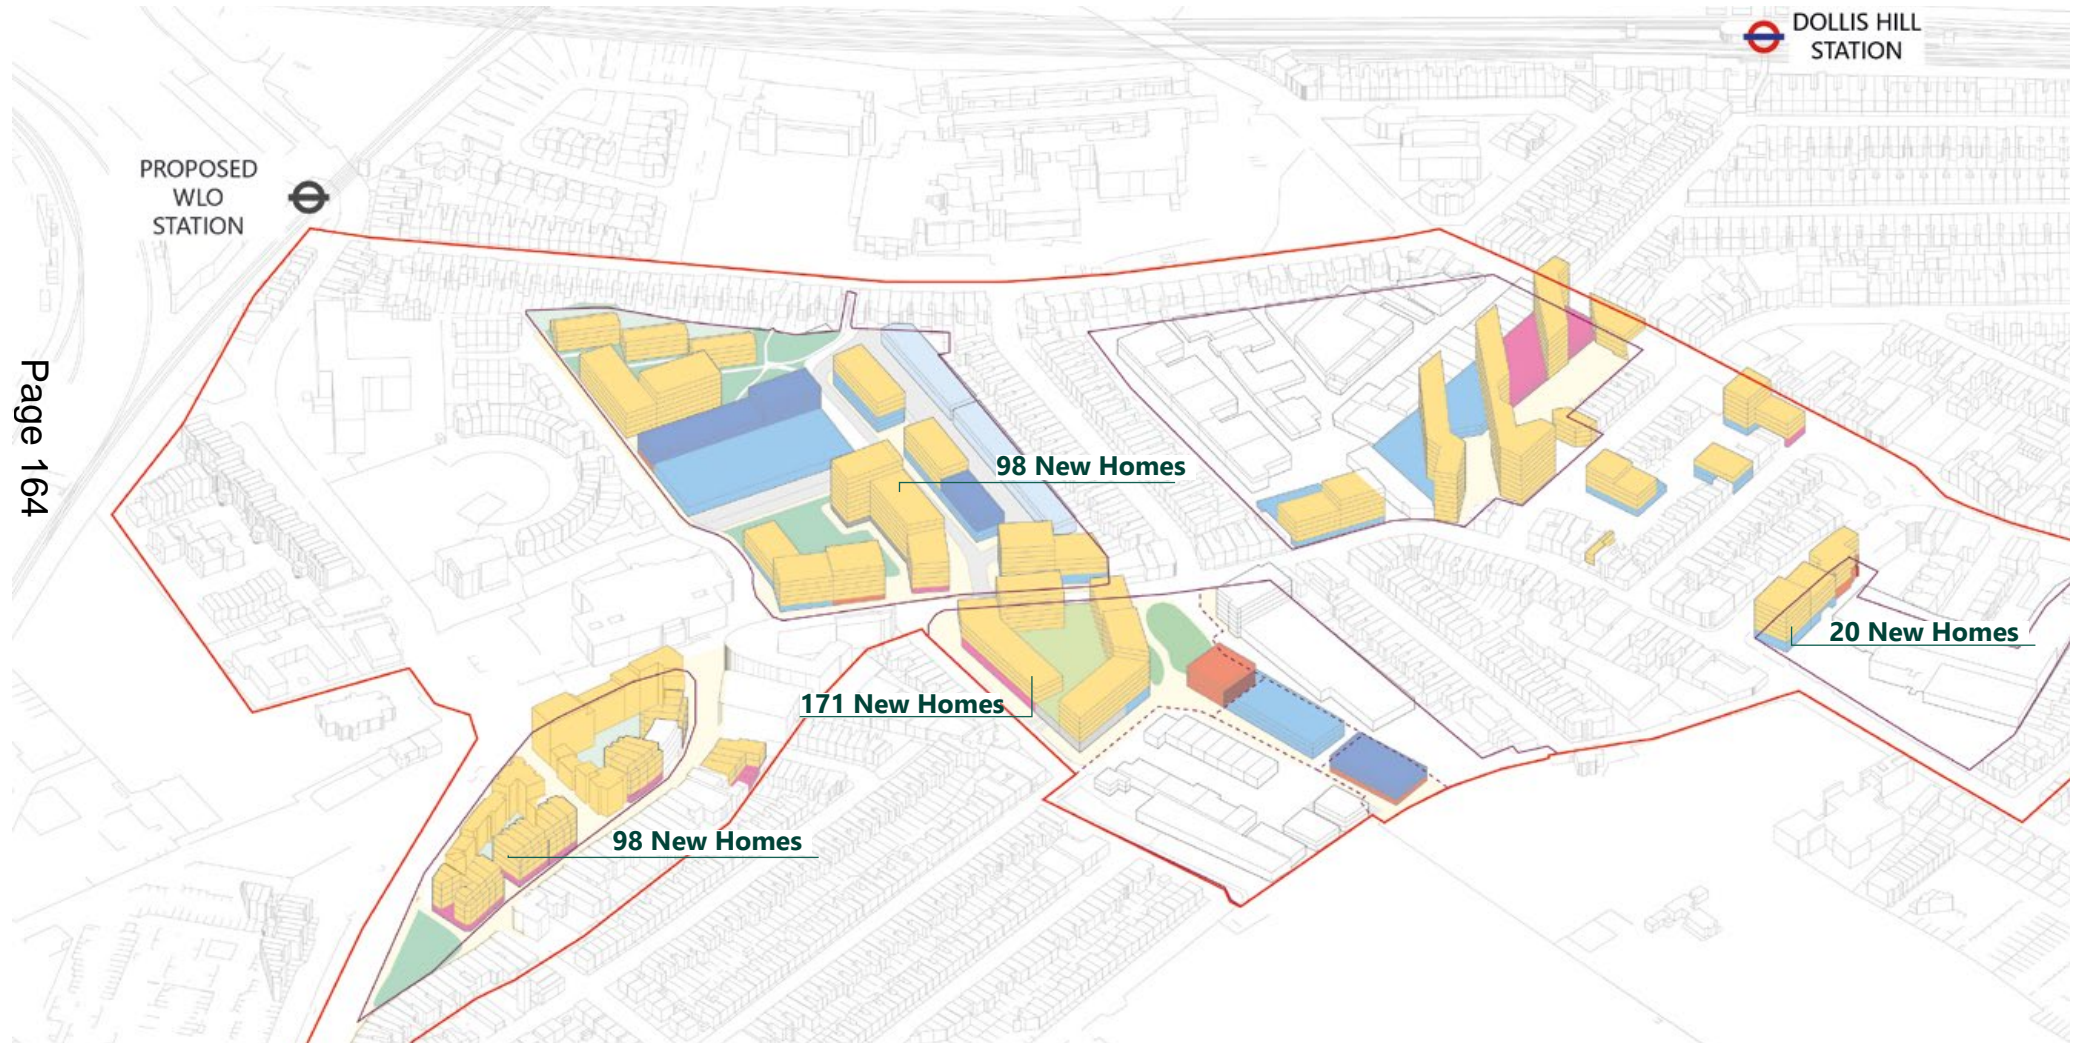 DOLLIS HILL
STATION
PROPOSED
WLO
STATION
Page 164
98 New Homes
20 New Homes
171 New Homes
98 New Homes